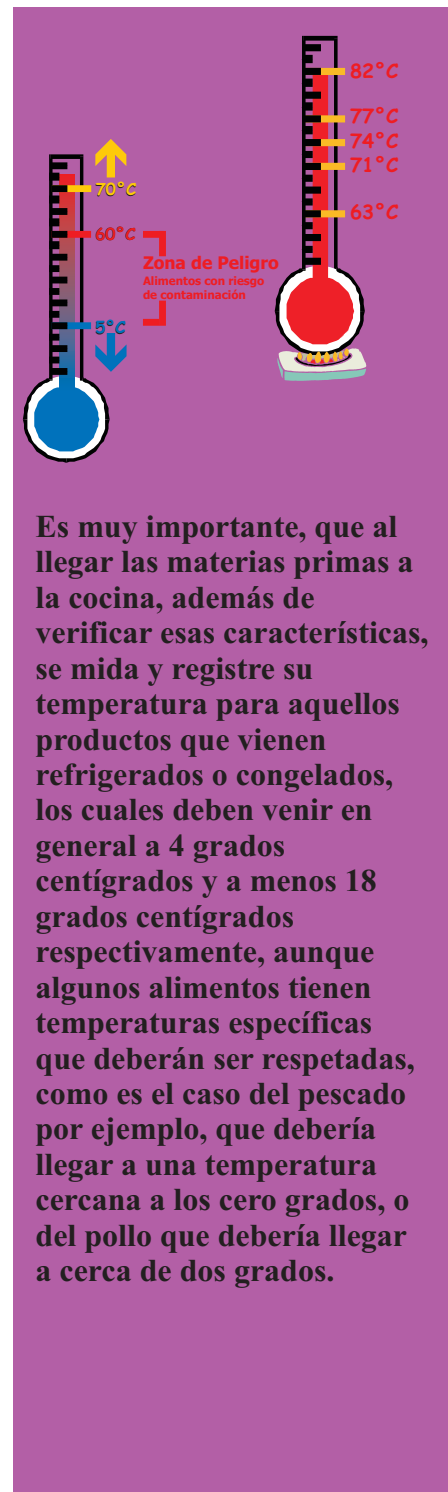 82°C
77°C
74°C
71°C
63°C
70°C
60°C
Zona de Peligro
Alimentos con riesgo
de contaminación
5°C
Es muy importante, que al
llegar las materias primas a
la cocina, además de
verificar esas características,
se mida y registre su
temperatura para aquellos
productos que vienen
refrigerados o congelados,
los cuales deben venir en
general a 4 grados
centígrados y a menos 18
grados centígrados
respectivamente, aunque
algunos alimentos tienen
temperaturas específicas
que deberán ser respetadas,
como es el caso del pescado
por ejemplo, que debería
llegar a una temperatura
cercana a los cero grados, o
del pollo que debería llegar
a cerca de dos grados.